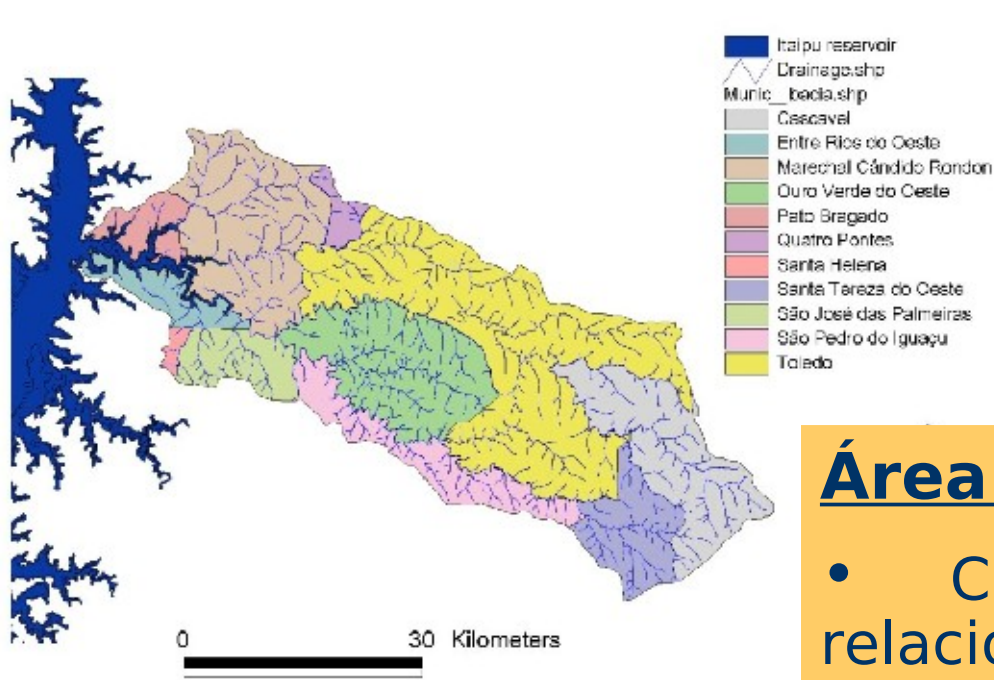 Itaipu reservoir
Drainage.shp
Munic_bacia.shp
Cascavel
Entre Rios do Oeste
Marechal Cândido Rondon
Ouro Verde do Oeste
Pato Bragado
Quatro Pontes
Santa Helena
Santa Tereza do Oeste
São José das Palmeiras
São Pedro do Iguaçu
Toledo
Área
• C
relacio
0 30 Kilometers